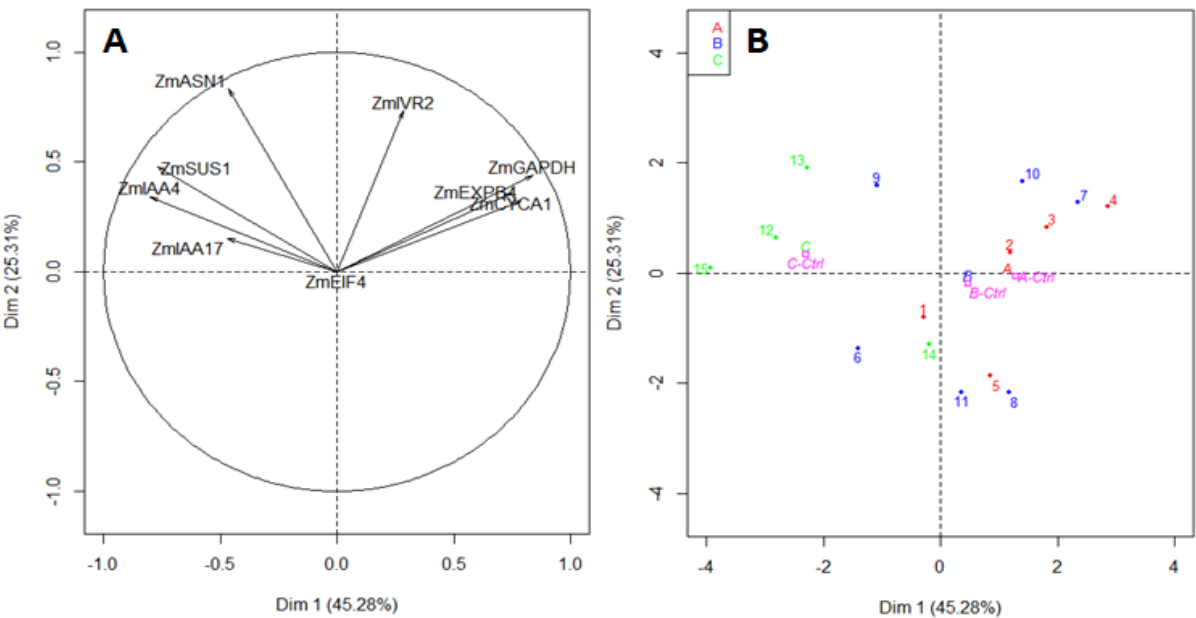 A
1.0
0.5
0.0
-0.5
-1.0
Dim 2 (25.31%)
ZmASN1
ZmIVR2
ZmSUS1
ZmGAPDH
ZmIAA4
ZmEXPB4
ZmCYCA1
ZmIAA17
ZmEIF4
-1.0 -0.5 0.0 0.5 1.0
Dim 1 (45.28%)
B
A
B
C
4
2
0
-2
-4
Dim 2 (25.31%)
13
9
10
7
4
3
12
2
C
C-Ctrl
15
A
A-Ctrl
B
B-Ctrl
1
14
6
5
11
8
-4 -2 0 2 4
Dim 1 (45.28%)